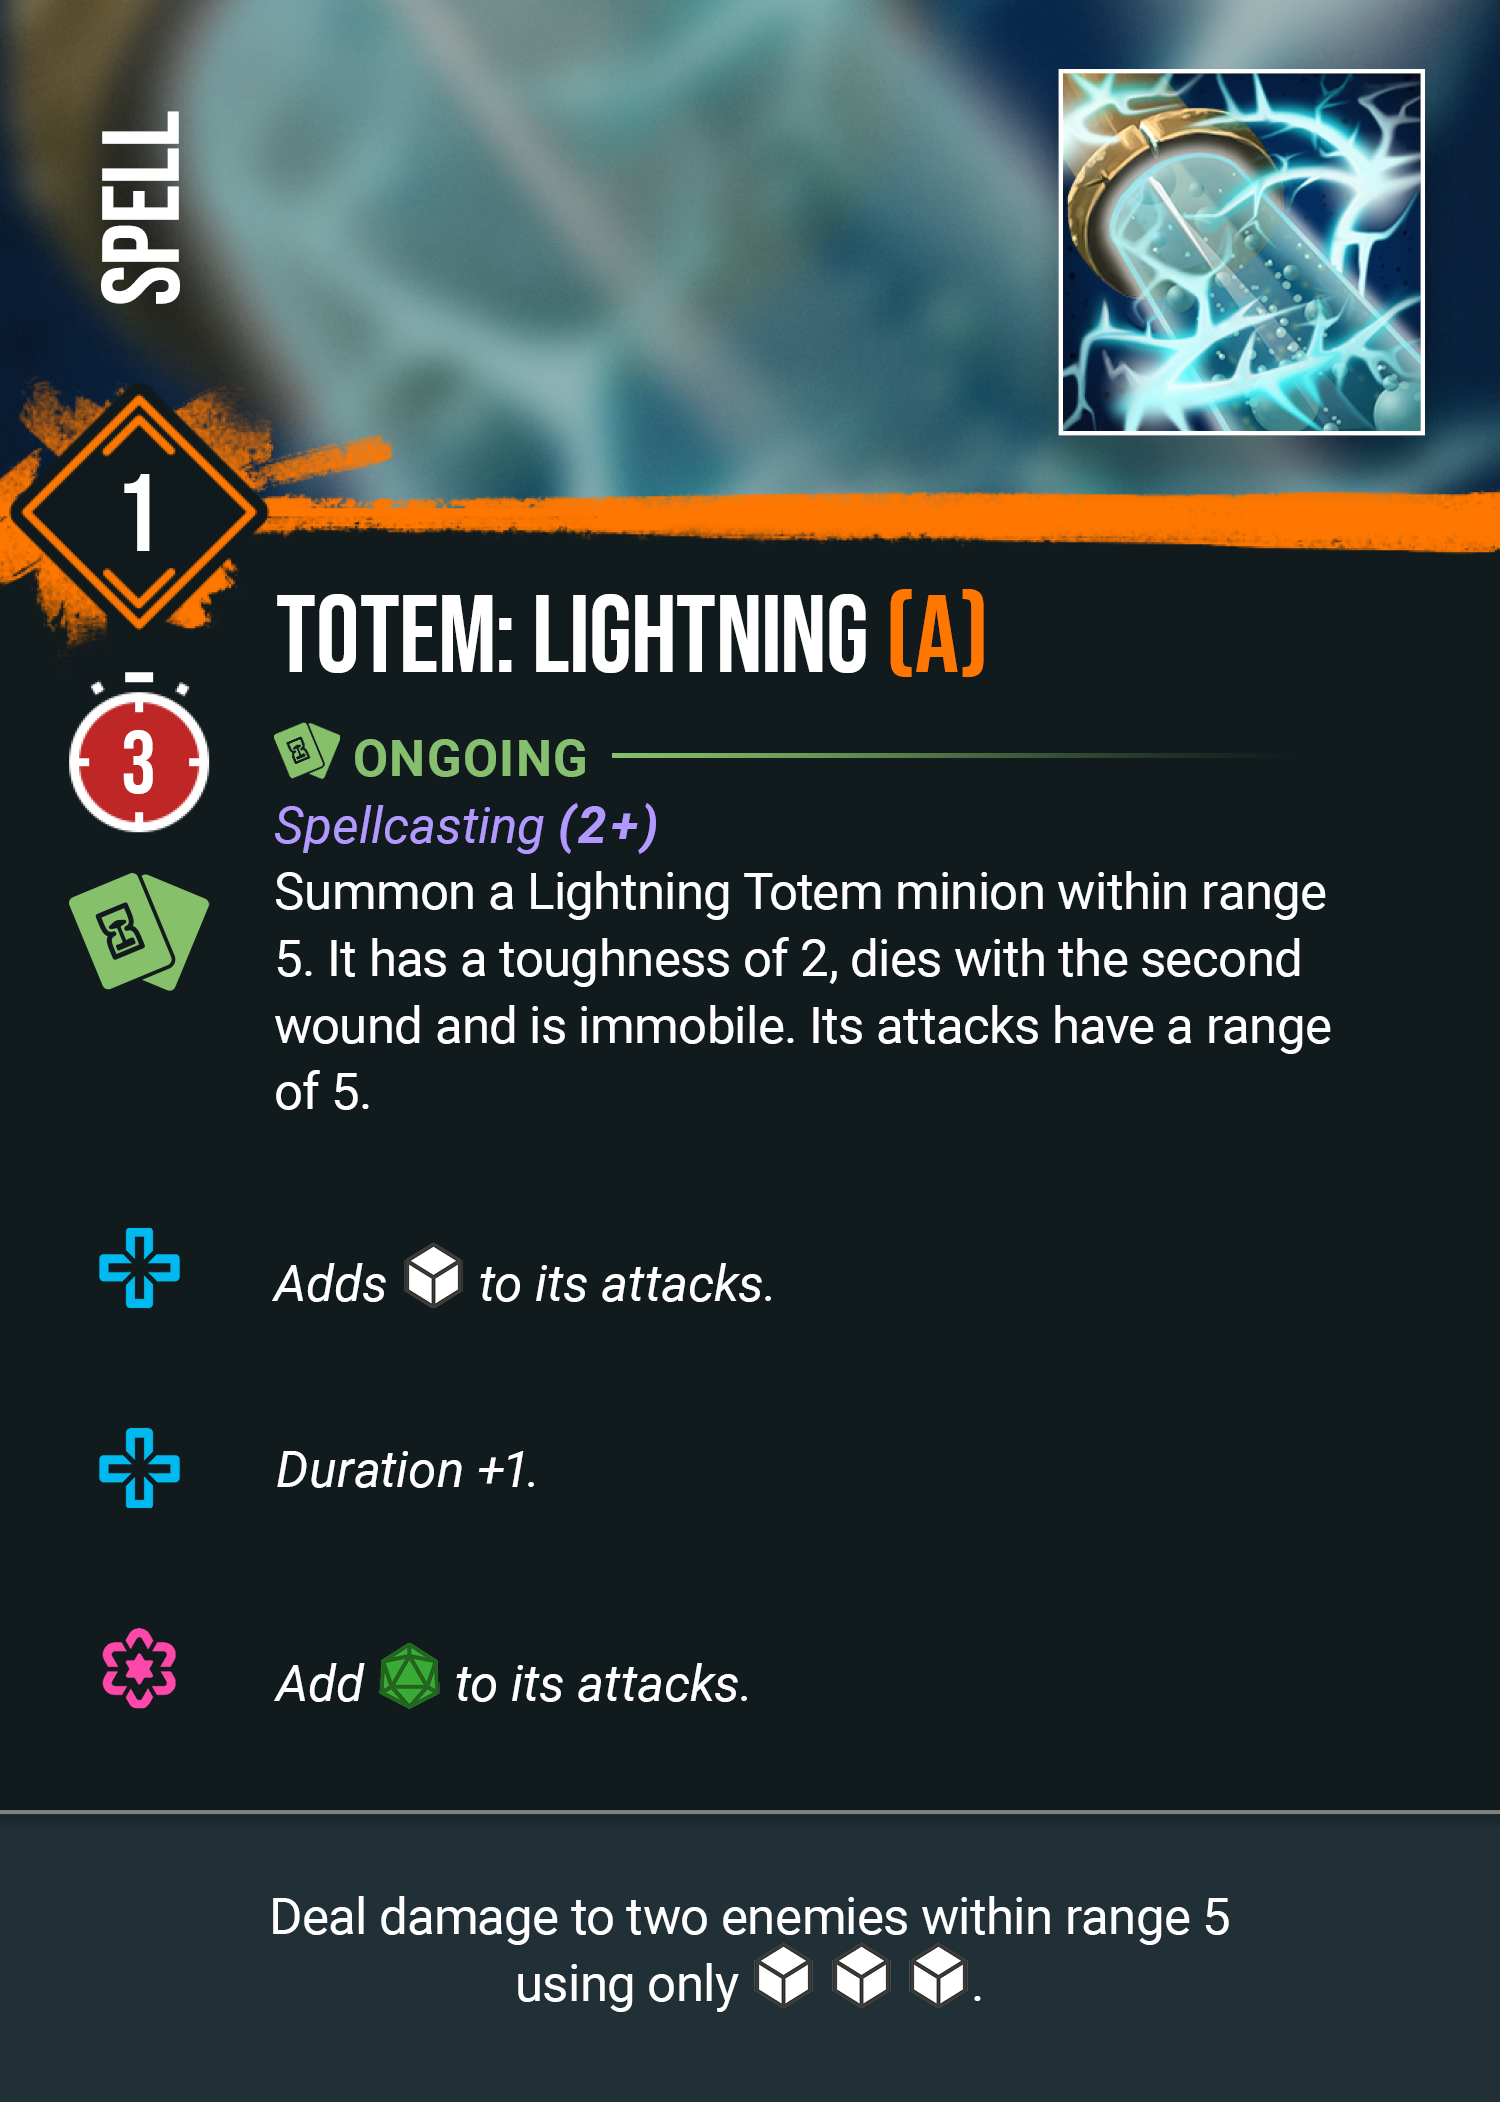 SPELL
1
TOTEM: LIGHTNING (A)
3
ONGOING
Spellcasting (2+)
Summon a Lightning Totem minion within range
5. It has a toughness of 2, dies with the second
wound and is immobile. Its attacks have a range
of 5.
Adds to its attacks.
Duration +1.
Add to its attacks.
Deal damage to two enemies within range 5
using only .